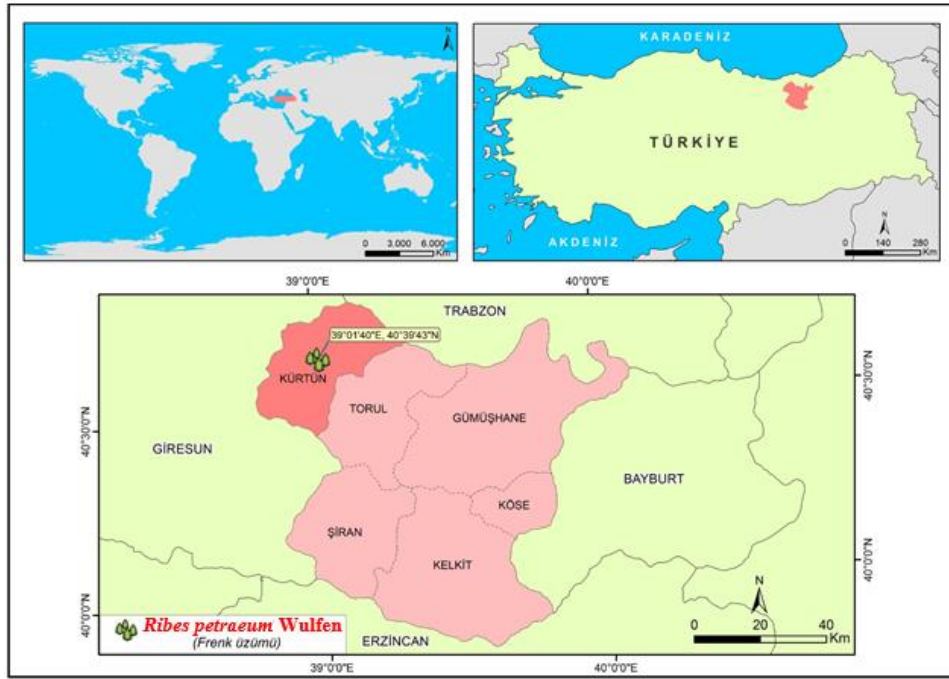 N
0 3.000 6.000
Km
KARADENİZ
TÜRKİYE
AKDENİZ
N
0 140 280
Km
39°0'0"E 40°0'0"E
TRABZON
39°01'40"E, 40°39'43"N
KÜRTÜN
TORUL
GÜMÜŞHANE
40°30'0"N
40°30'0"N
GİRESUN
BAYBURT
KÖSE
ŞİRAN
KELKİT
40°0'0"N
40°0'0"N
N
0 20 40
Km
Ribes petraeum Wulfen
(Frenk üzümü)
ERZİNCAN
39°0'0"E 40°0'0"E